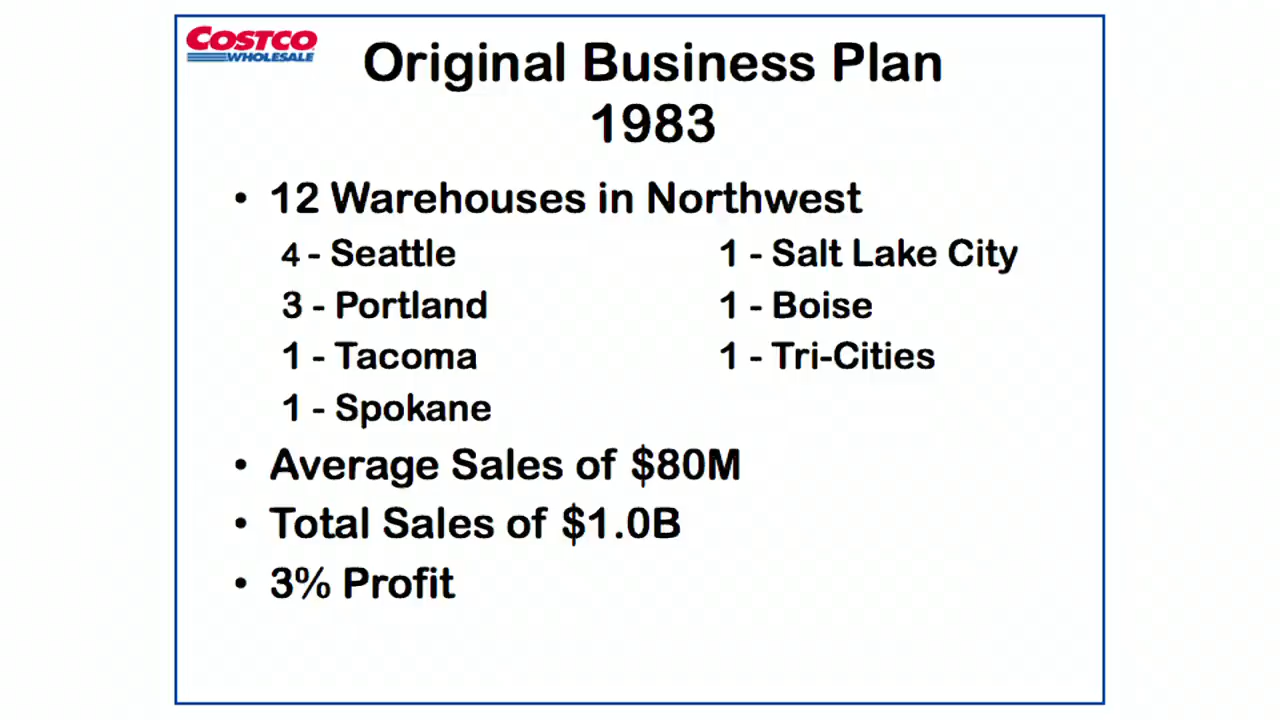 COSTCO
WHOLESALE
Original Business Plan
1983
• 12 Warehouses in Northwest
4 - Seattle
3 - Portland
1 - Tacoma
1 - Spokane
1 - Salt Lake City
1 - Boise
1 - Tri-Cities
• Average Sales of $80M
• Total Sales of $1.0B
• 3% Profit